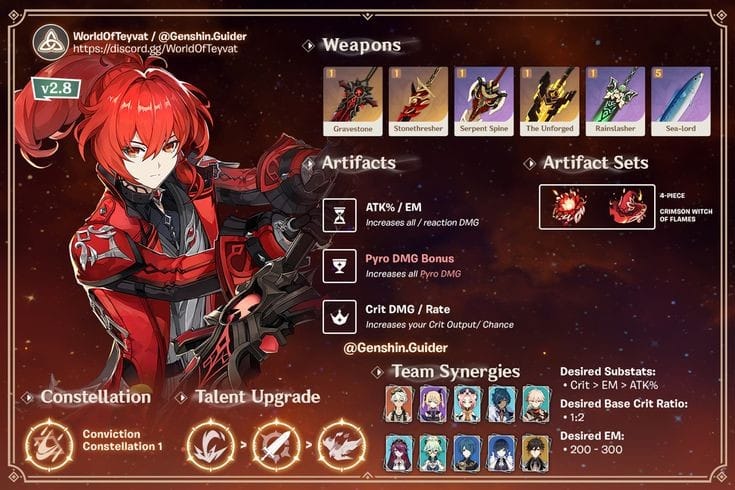 WorldOfTeyvat / @Genshin.Guider
https://discord.gg/WorldOfTeyvat
v2.8
Weapons
1
1
1
1
1
5
Gravestone
Stonethresher
Serpent Spine
The Unforged
Rainslasher
Sea-lord
Artifacts
ATK% / EM
Increases all / reaction DMG
Pyro DMG Bonus
Increases all Pyro DMG
Crit DMG / Rate
Increases your Crit Output/ Chance
@Genshin.Guider
Artifact Sets
4-PIECE
CRIMSON WITCH
OF FLAMES
Constellation
Conviction
Constellation 1
Talent Upgrade
>
>
Team Synergies
Desired Substats:
• Crit > EM > ATK%
Desired Base Crit Ratio:
• 1:2
Desired EM:
• 200 - 300